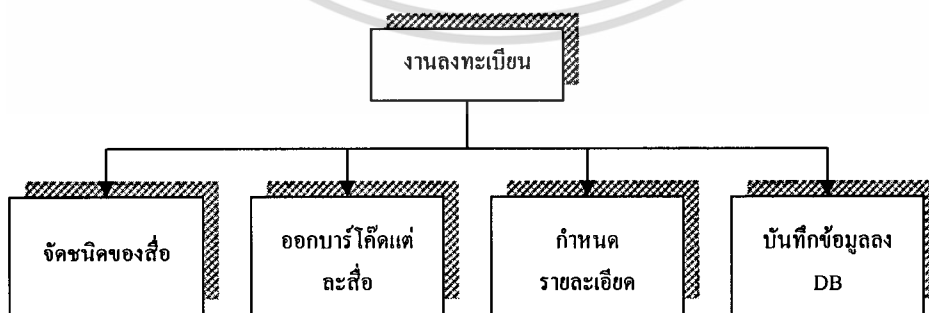 งานลงทะเบียน
จัดชนิดของสื่อ
ออกบาร์โค๊ดแต่
ละสื่อ
กำหนด
รายละเอียด
บันทึกข้อมูลลง
DB